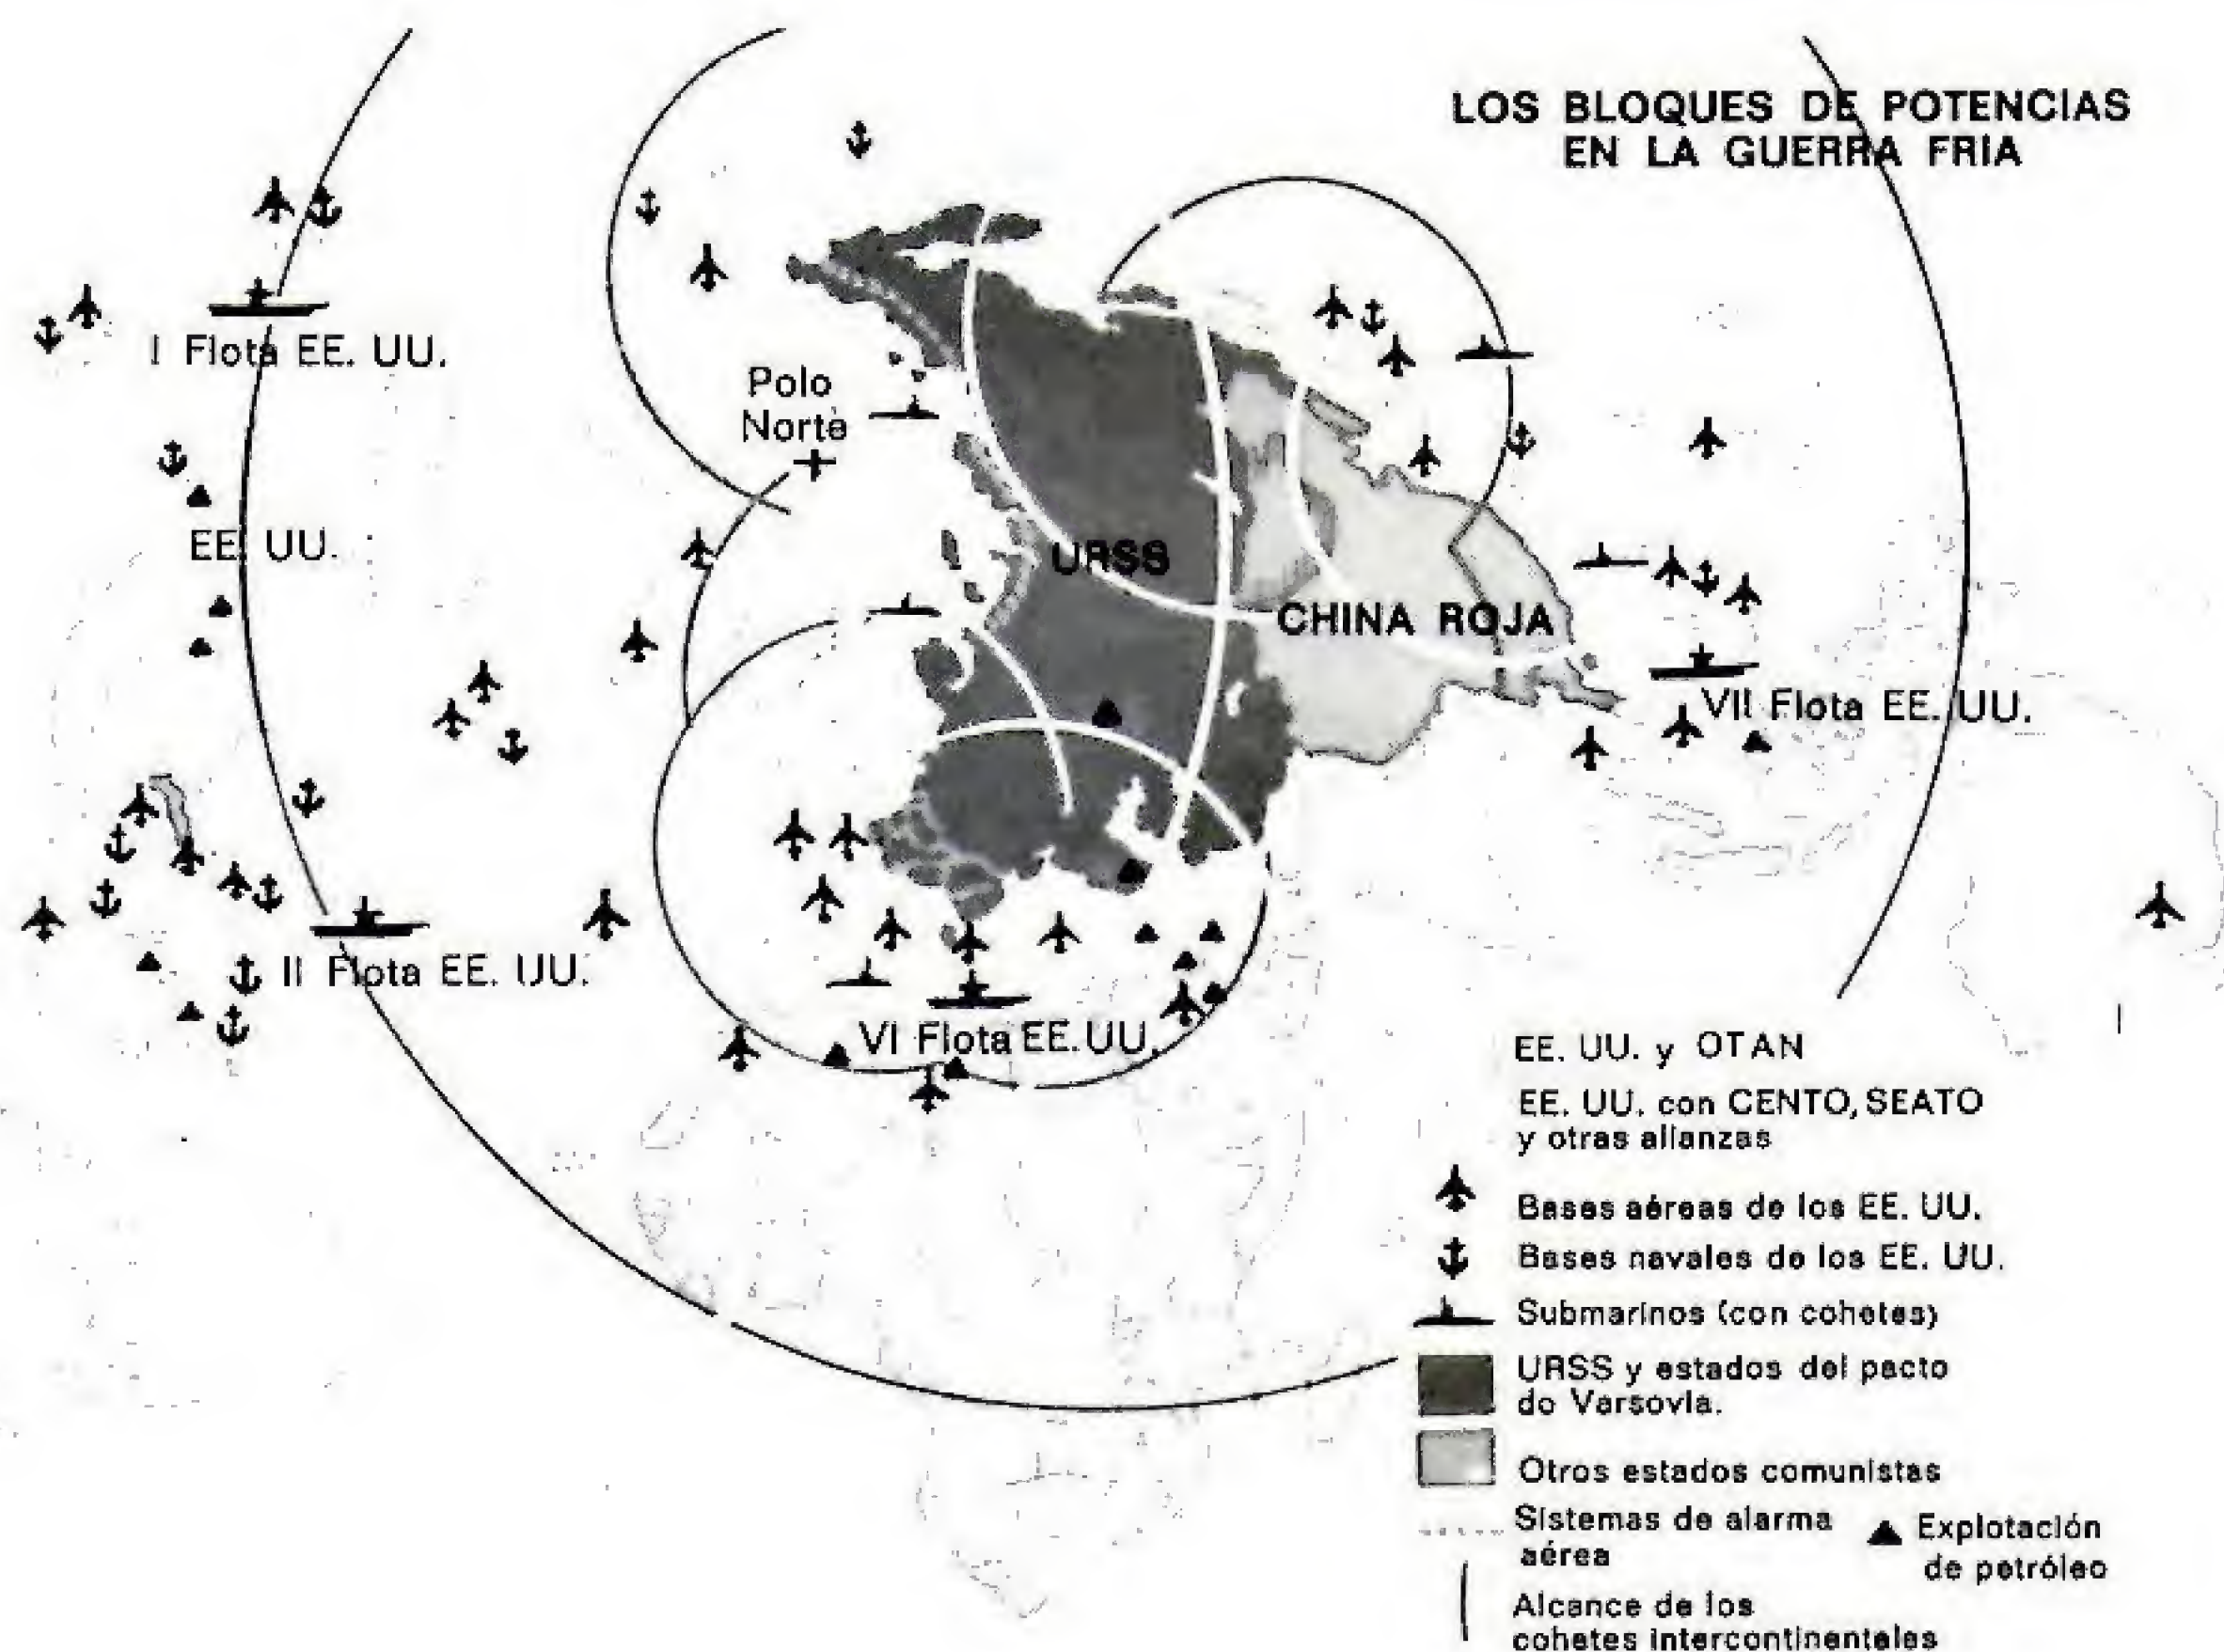 LOS BLOQUES DE POTENCIAS
EN LA GUERRA FRIA
I Flota EE. UU.
Polo
Norte
EE. UU.
URSS
CHINA ROJA
VII Flota EE. UU.
II Flota EE. UU.
VI Flota EE. UU.
EE. UU. y OTAN
EE. UU. con CENTO, SEATO
y otras alianzas
Bases aéreas de los EE. UU.
Bases navales de los EE. UU.
Submarinos (con cohetes)
URSS y estados del pacto
do Varsovia.
Otros estados comunistas
Sistemas de alarma
aérea
Explotación
de petróleo
Alcance de los
cohetes intercontinentales